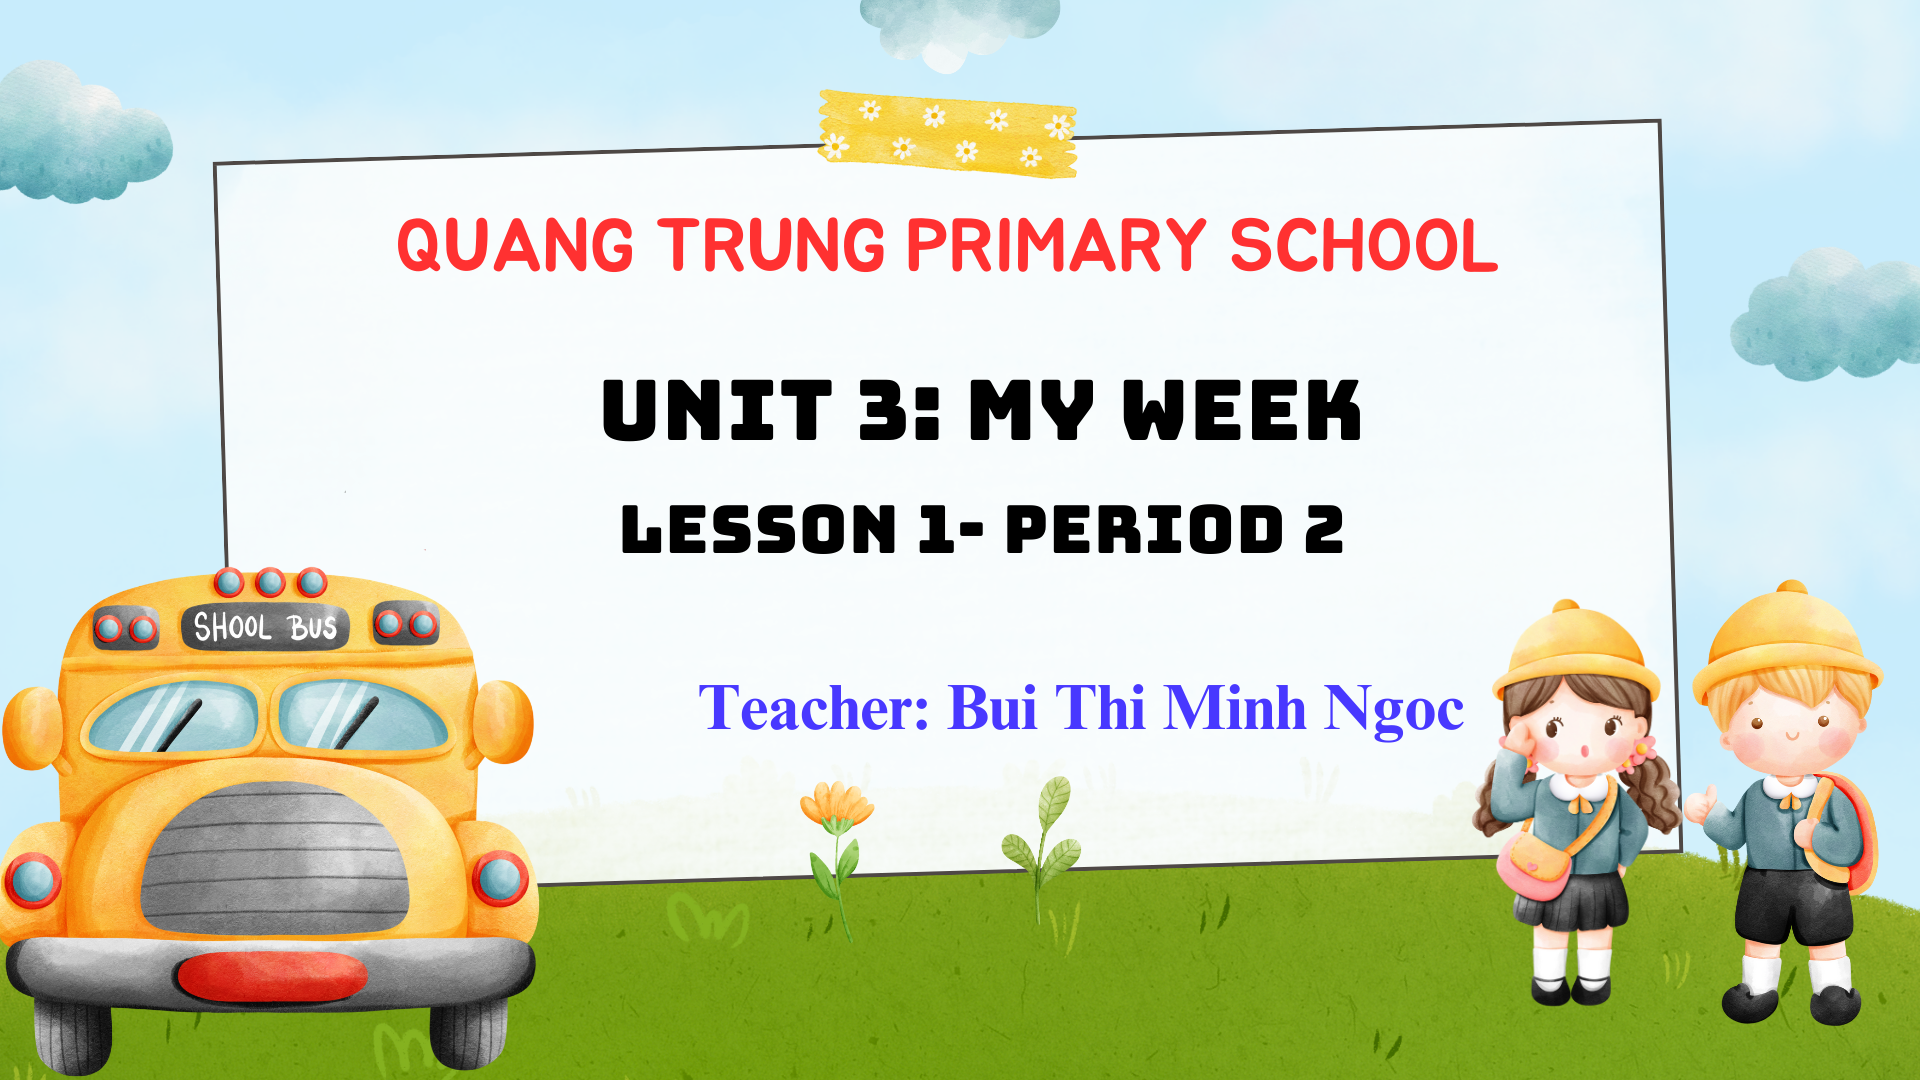 QUANG TRUNG PRIMARY SCHOOL
UNIT 3: MY WEEK
LESSON 1- PERIOD 2
SHOOL BUS
Teacher: Bui Thi Minh Ngoc